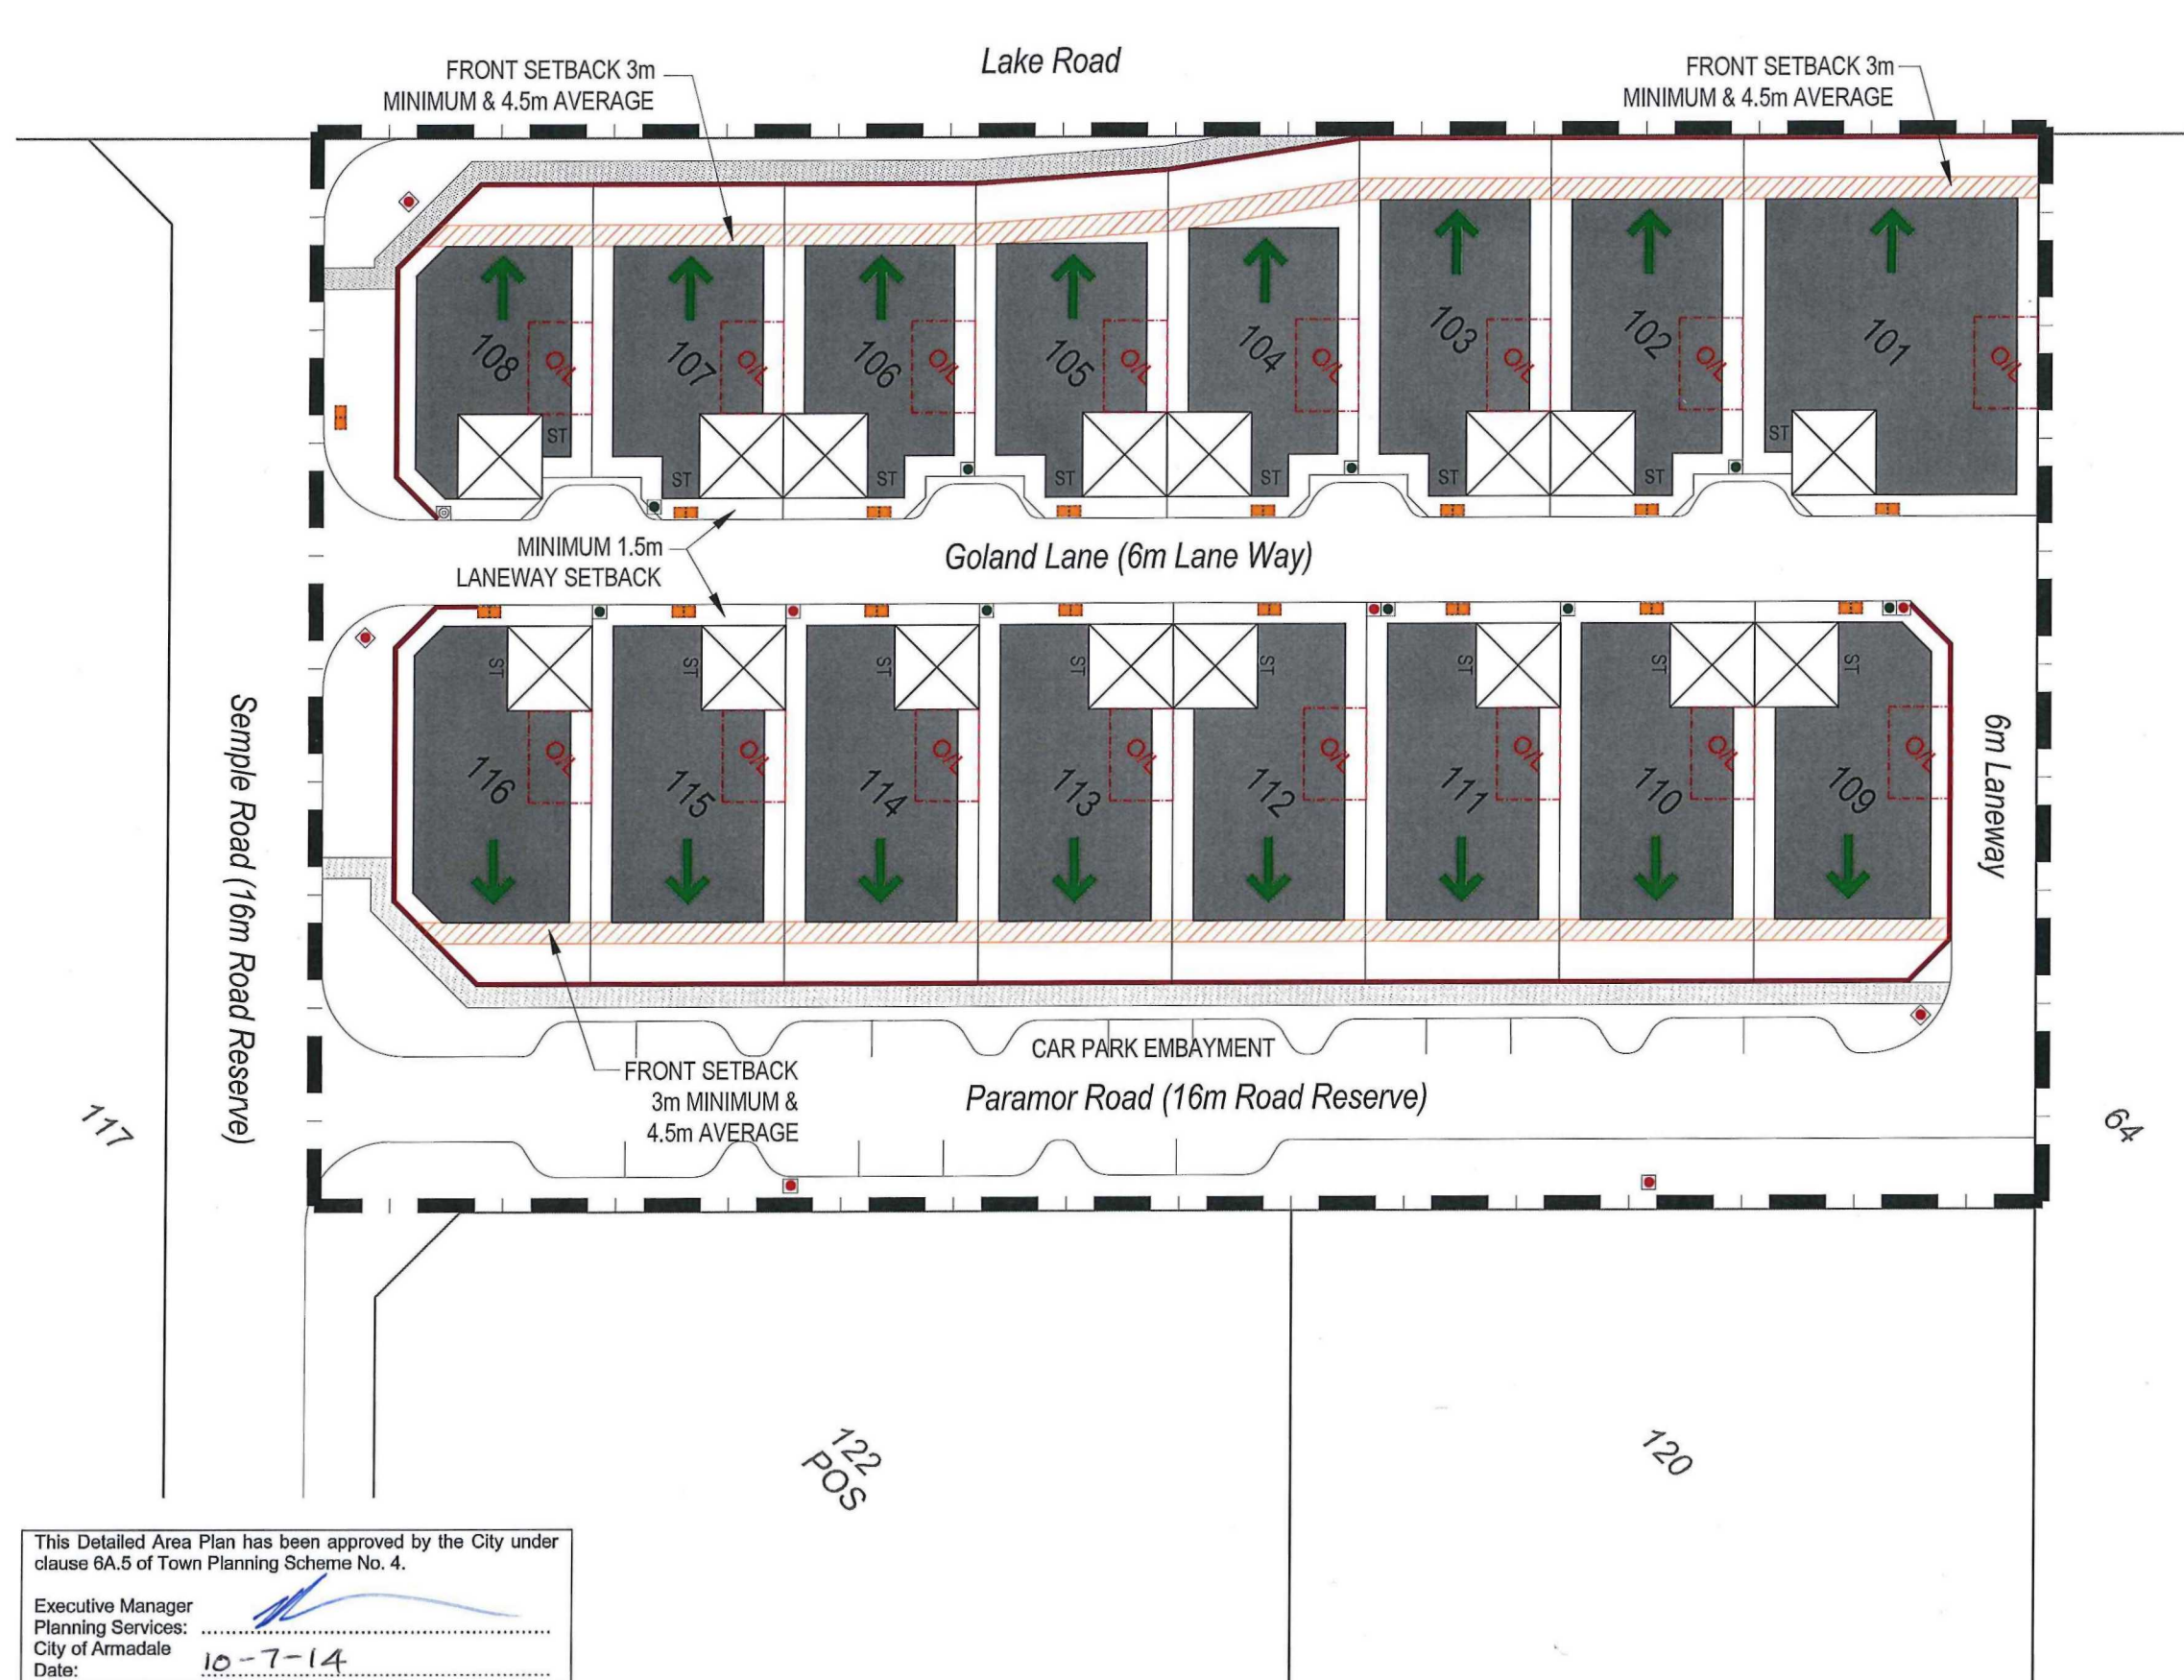 Lake Road
FRONT SETBACK 3m
MINIMUM & 4.5m AVERAGE
FRONT SETBACK 3m
MINIMUM & 4.5m AVERAGE
108
107
106
105
104
103
102
101
O/L
O/L
O/L
O/L
O/L
O/L
O/L
O/L
ST
ST
ST
ST
ST
ST
ST
ST
MINIMUM 1.5m
LANEWAY SETBACK
Goland Lane (6m Lane Way)
ST
ST
ST
ST
ST
ST
ST
ST
O/L
O/L
O/L
O/L
O/L
O/L
O/L
O/L
116
115
114
113
112
111
110
109
Semple Road (16m Road Reserve)
6m Laneway
CAR PARK EMBAYMENT
FRONT SETBACK
3m MINIMUM &
4.5m AVERAGE
Paramor Road (16m Road Reserve)
117
64
122
POS
120
This Detailed Area Plan has been approved by the City under
clause 6A.5 of Town Planning Scheme No. 4.
Executive Manager
Planning Services:
City of Armadale
Date: 10-7-14